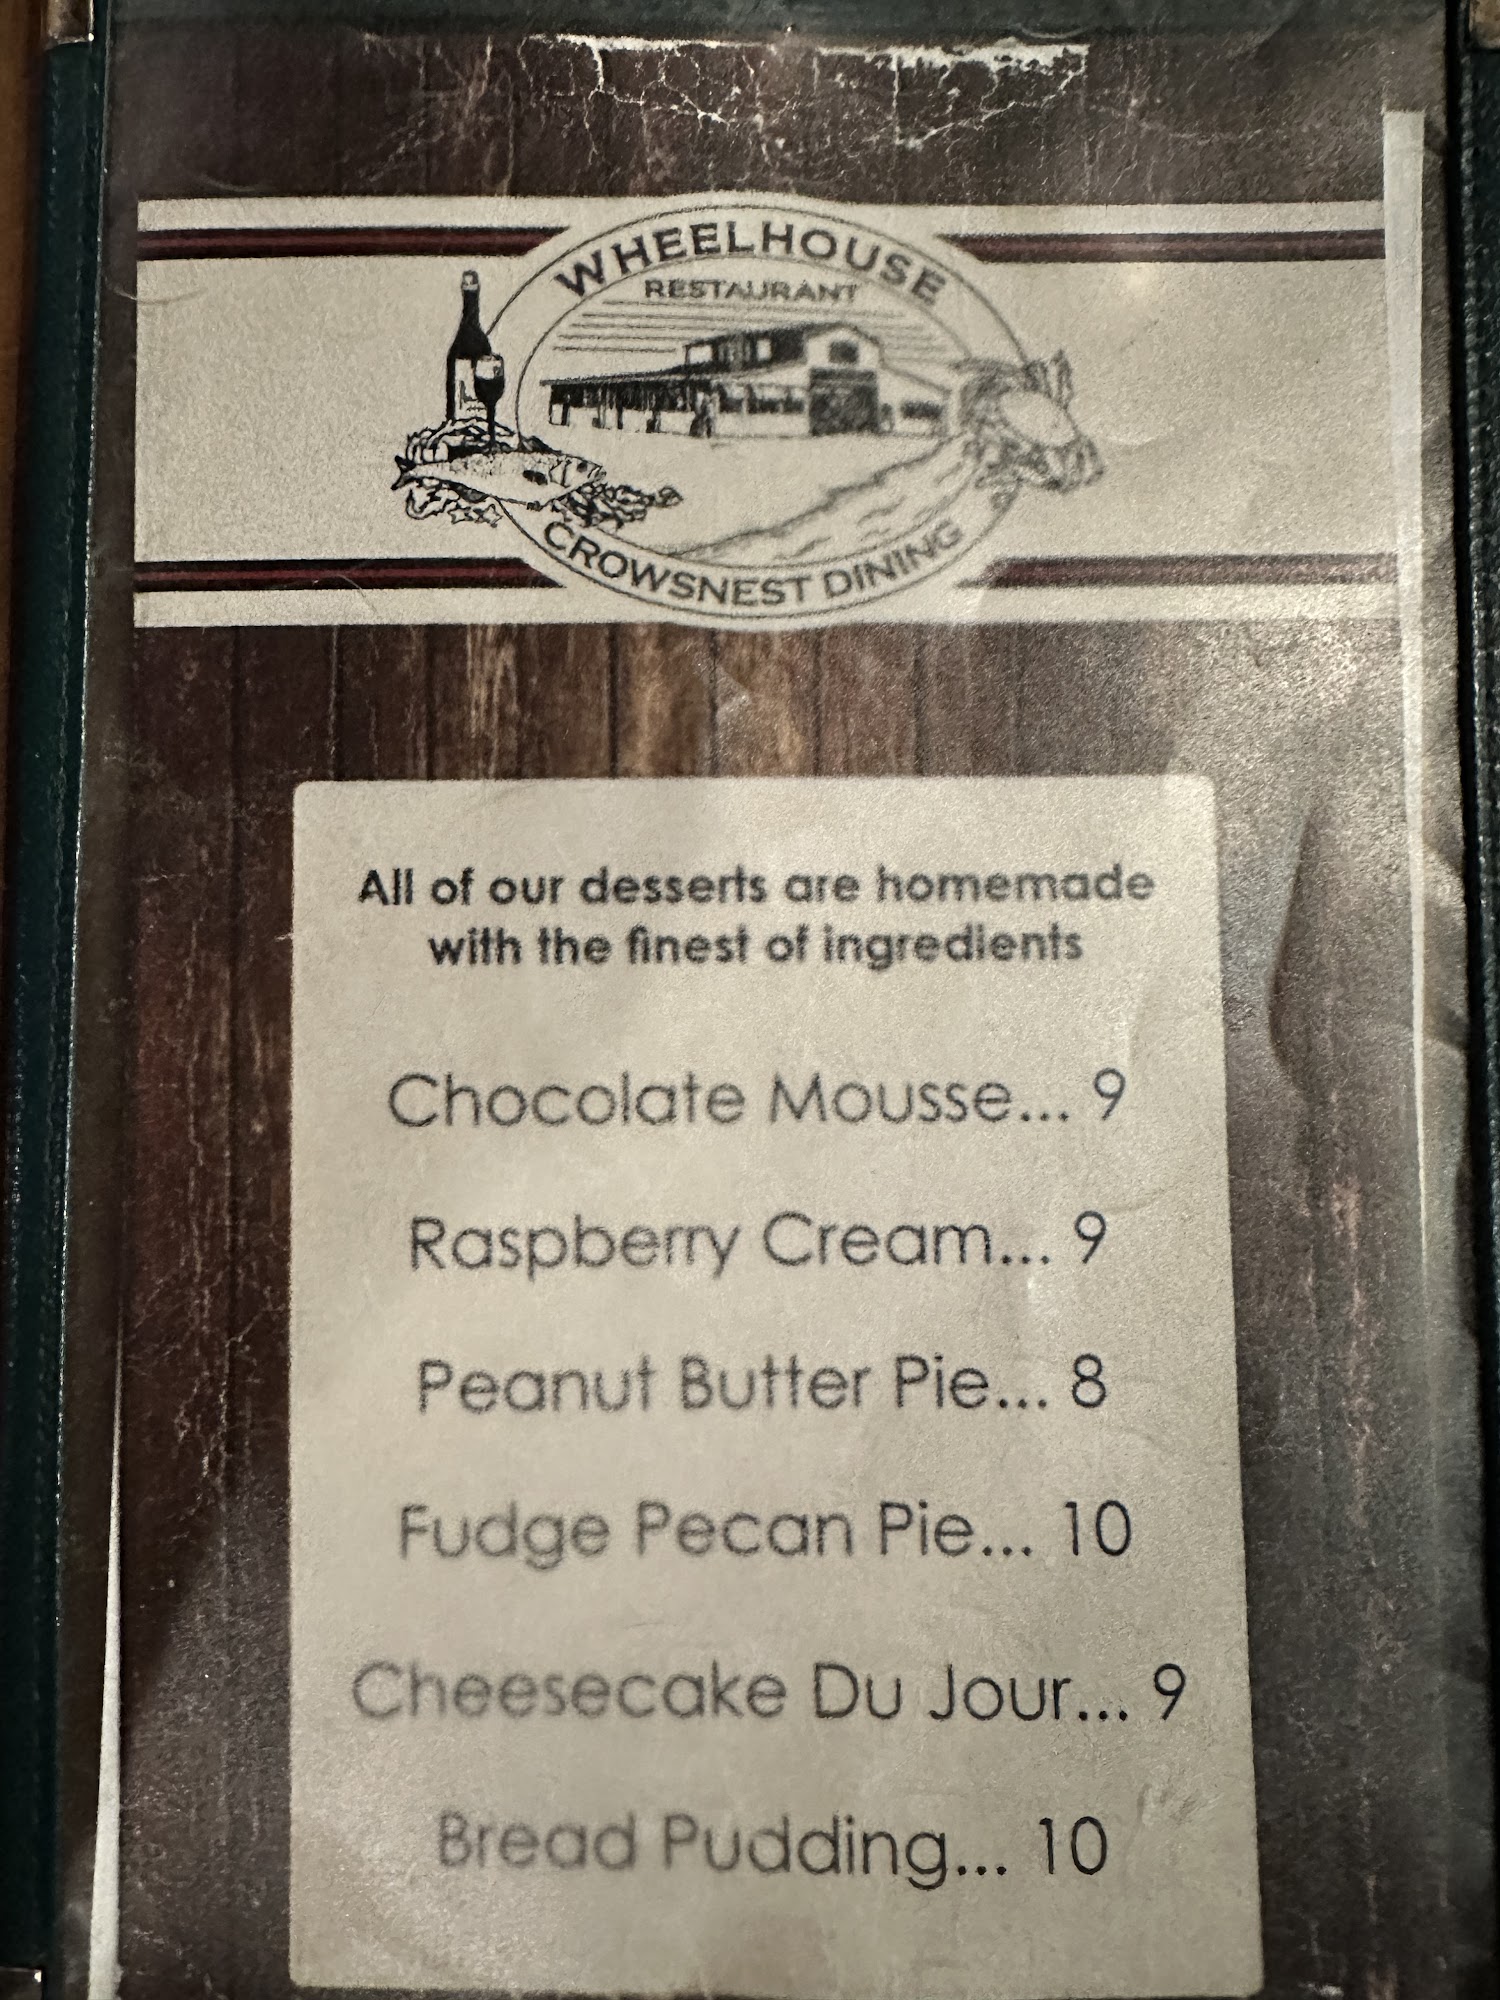 WHEELHOUSE
RESTAURANT
CROWSNEST DINING
All of our desserts are homemade
with the finest of ingredients
Chocolate Mousse... 9
Raspberry Cream... 9
Peanut Butter Pie... 8
Fudge Pecan Pie... 10
Cheesecake Du Jour... 9
Bread Pudding... 10